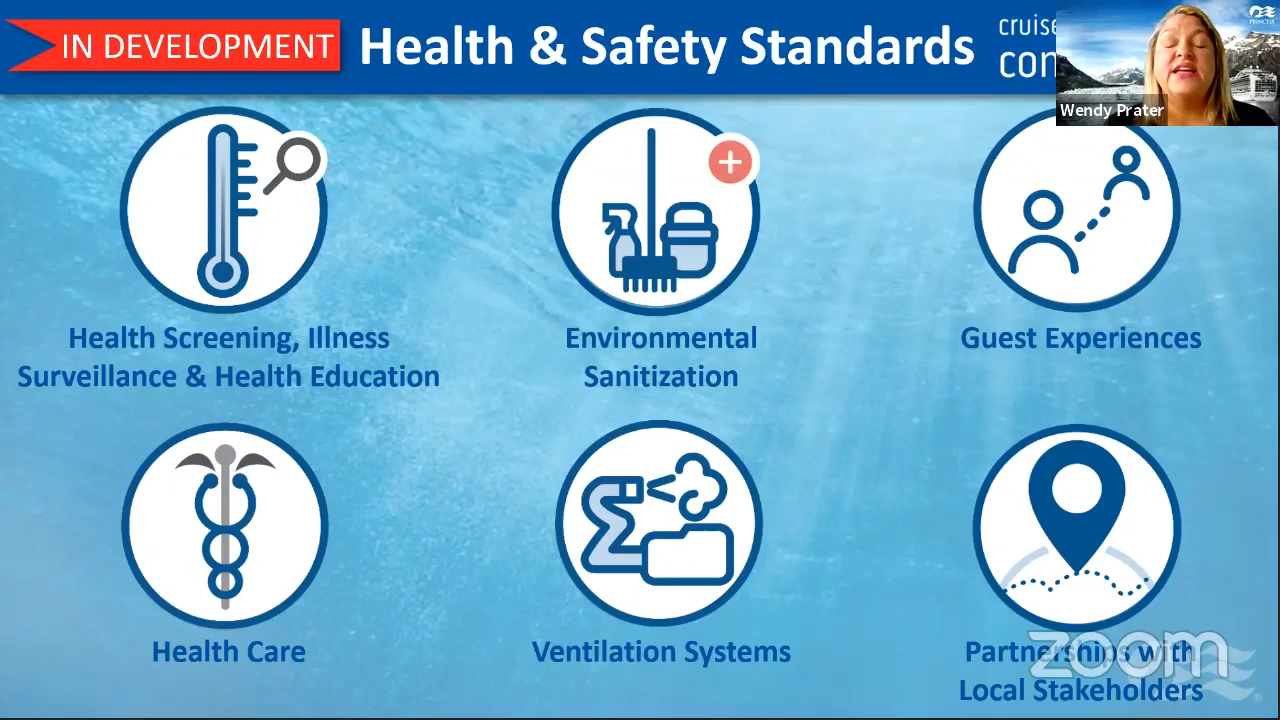 IN DEVELOPMENT
Health & Safety Standards
cruise
con
PRINCESS
Wendy Prater
Health Screening, Illness
Surveillance & Health Education
Environmental
Sanitization
Guest Experiences
Health Care
Ventilation Systems
Partnerships with
Local Stakeholders
zoom